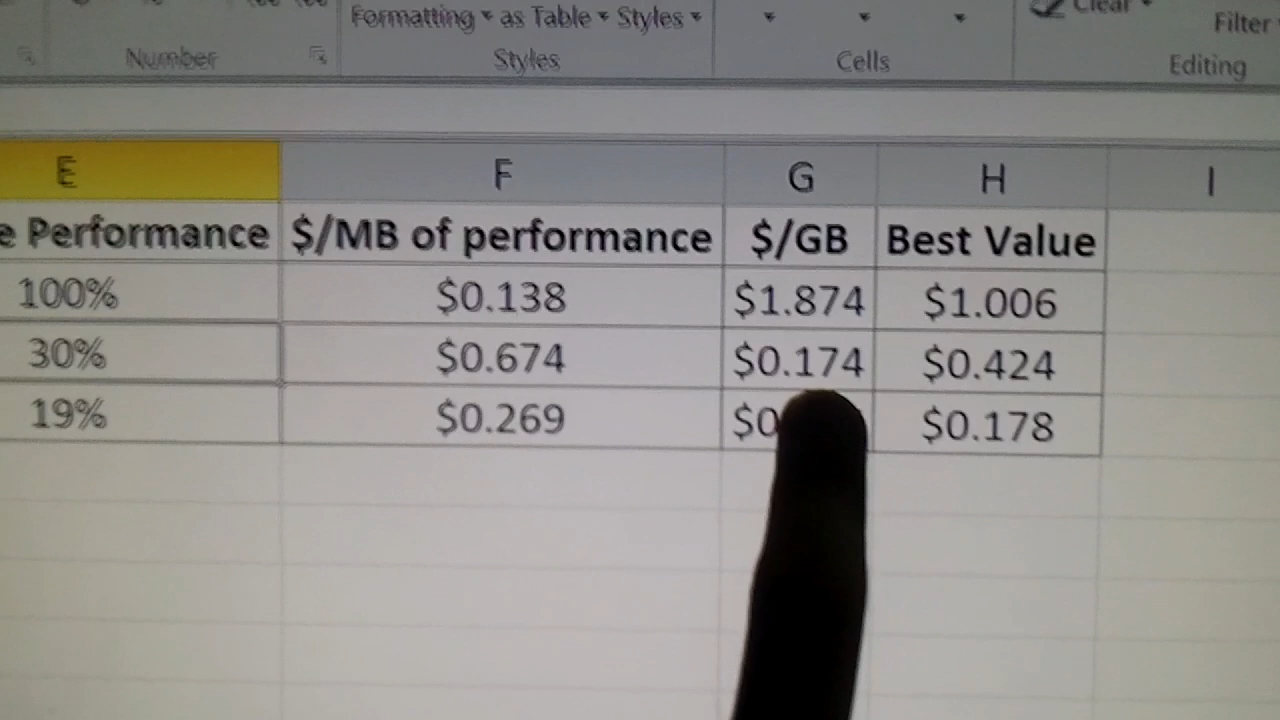 Formatting as Table Styles Clear
Filter
Number Styles Cells Editing
E F G H I
e Performance $/MB of performance $/GB Best Value
100% $0.138 $1.874 $1.006
30% $0.674 $0.174 $0.424
19% $0.269 $0 $0.178